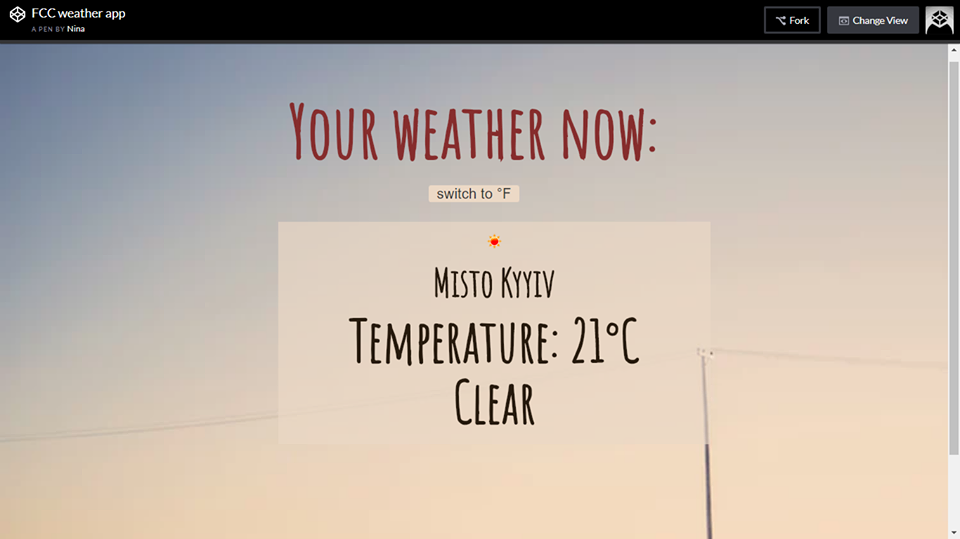 FCC weather app
A PEN BY Nina
Fork
Change View
Your weather now:
switch to °F
Misto Kyyiv
Temperature: 21°C
Clear